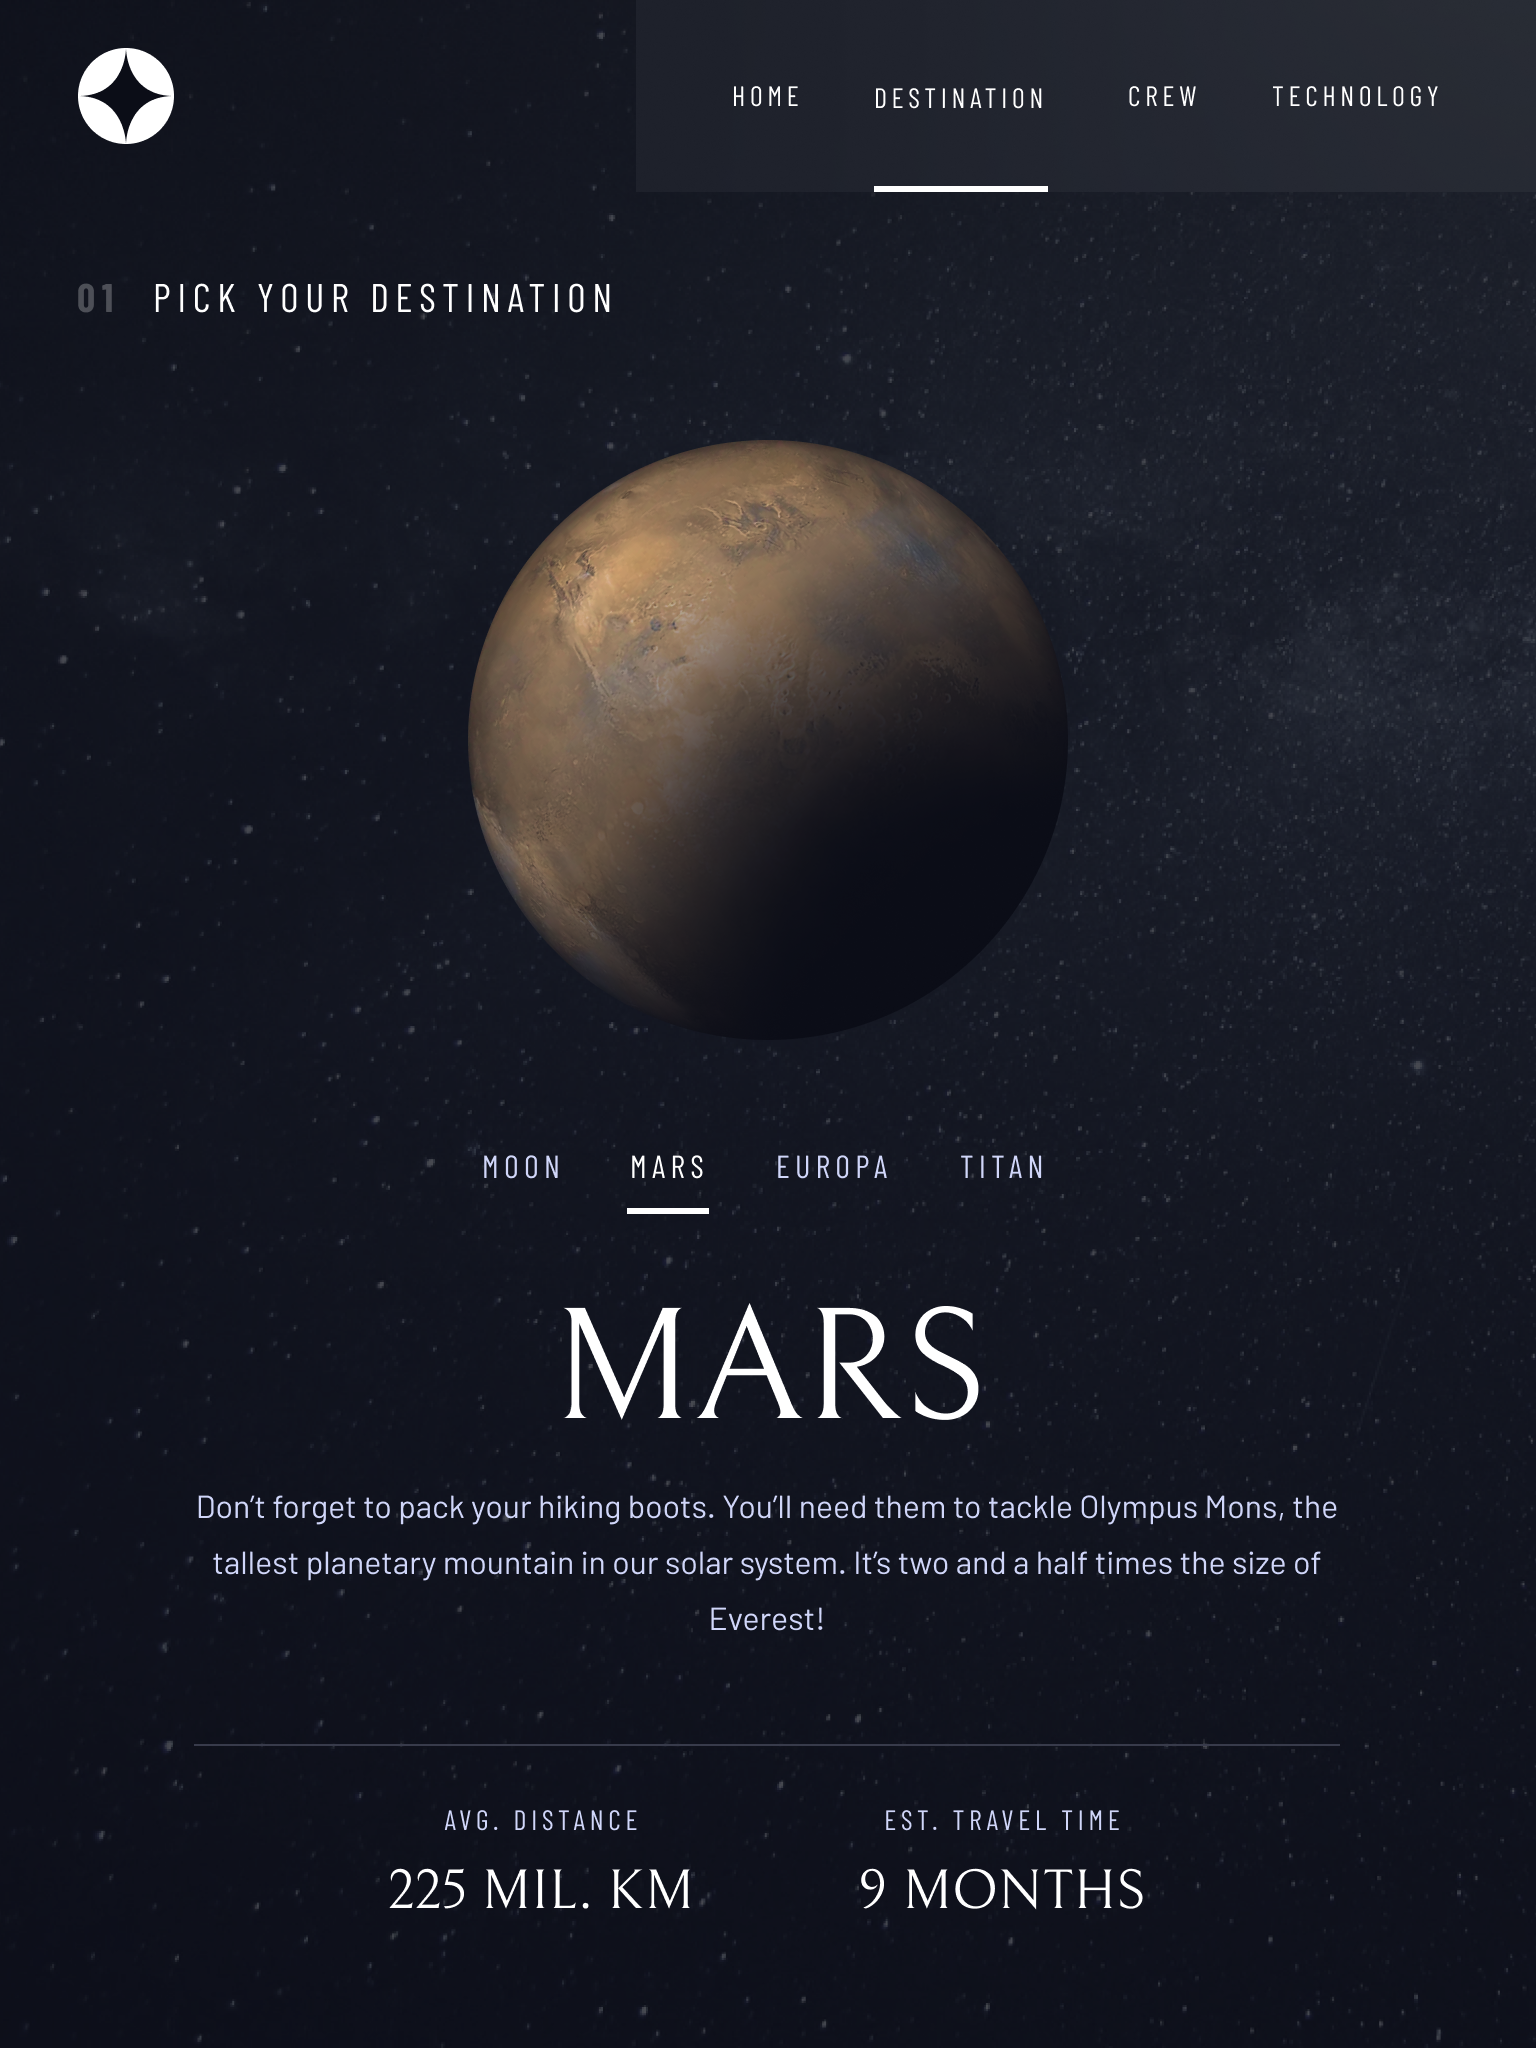 HOME DESTINATION CREW TECHNOLOGY
01 PICK YOUR DESTINATION
MOON MARS EUROPA TITAN
MARS
Don’t forget to pack your hiking boots. You’ll need them to tackle Olympus Mons, the
tallest planetary mountain in our solar system. It’s two and a half times the size of
Everest!
AVG. DISTANCE
225 MIL. KM
EST. TRAVEL TIME
9 MONTHS